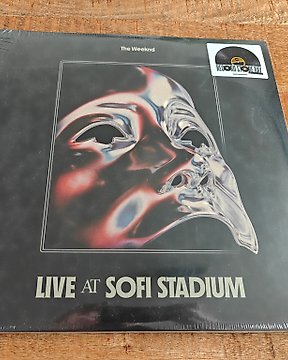 The Weeknd
LIVE AT SOFI STADIUM